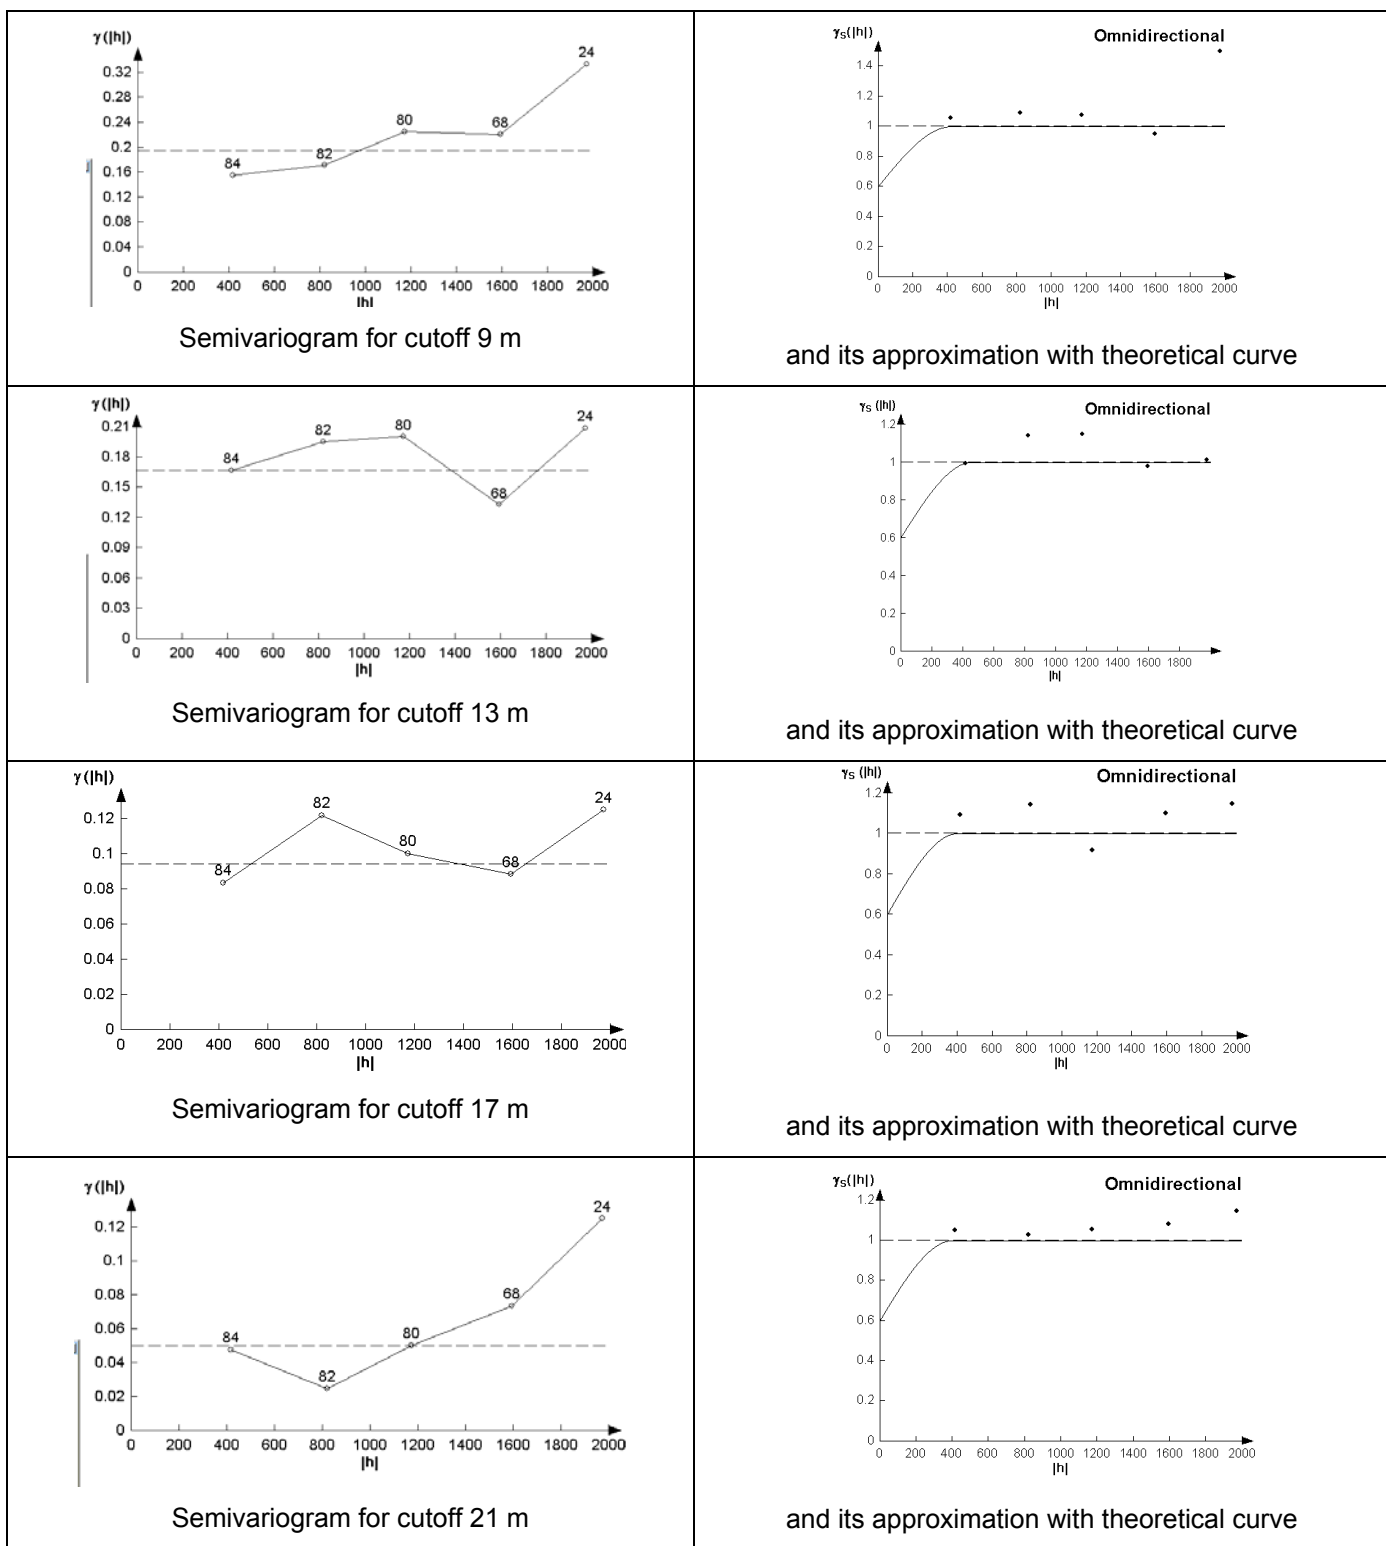 γ (|h|)
0.32
0.28
0.24
0.2
0.16
0.12
0.08
0.04
0
84
82
80
68
24
0 200 400 600 800 1000 1200 1400 1600 1800 2000
|h|
Semivariogram for cutoff 9 m
γS(|h|)
Omnidirectional
1.4
1.2
1
0.8
0.6
0.4
0.2
0
0 200 400 600 800 1000 1200 1400 1600 1800 2000
|h|
and its approximation with theoretical curve
γ (|h|)
0.21
0.18
0.15
0.12
0.09
0.06
0.03
0
84
82
80
68
24
0 200 400 600 800 1000 1200 1400 1600 1800 2000
|h|
Semivariogram for cutoff 13 m
γS (|h|)
Omnidirectional
1.2
1
0.8
0.6
0.4
0.2
0
0 200 400 600 800 1000 1200 1400 1600 1800
|h|
and its approximation with theoretical curve
γ (|h|)
0.12
0.1
0.08
0.06
0.04
0.02
0
84
82
80
68
24
0 200 400 600 800 1000 1200 1400 1600 1800 2000
|h|
Semivariogram for cutoff 17 m
γS (|h|)
Omnidirectional
1.2
1
0.8
0.6
0.4
0.2
0
0 200 400 600 800 1000 1200 1400 1600 1800 2000
|h|
and its approximation with theoretical curve
γ (|h|)
0.12
0.1
0.08
0.06
0.04
0.02
0
84
82
80
68
24
0 200 400 600 800 1000 1200 1400 1600 1800 2000
|h|
Semivariogram for cutoff 21 m
γS(|h|)
Omnidirectional
1.2
1
0.8
0.6
0.4
0.2
0
0 200 400 600 800 1000 1200 1400 1600 1800 2000
|h|
and its approximation with theoretical curve